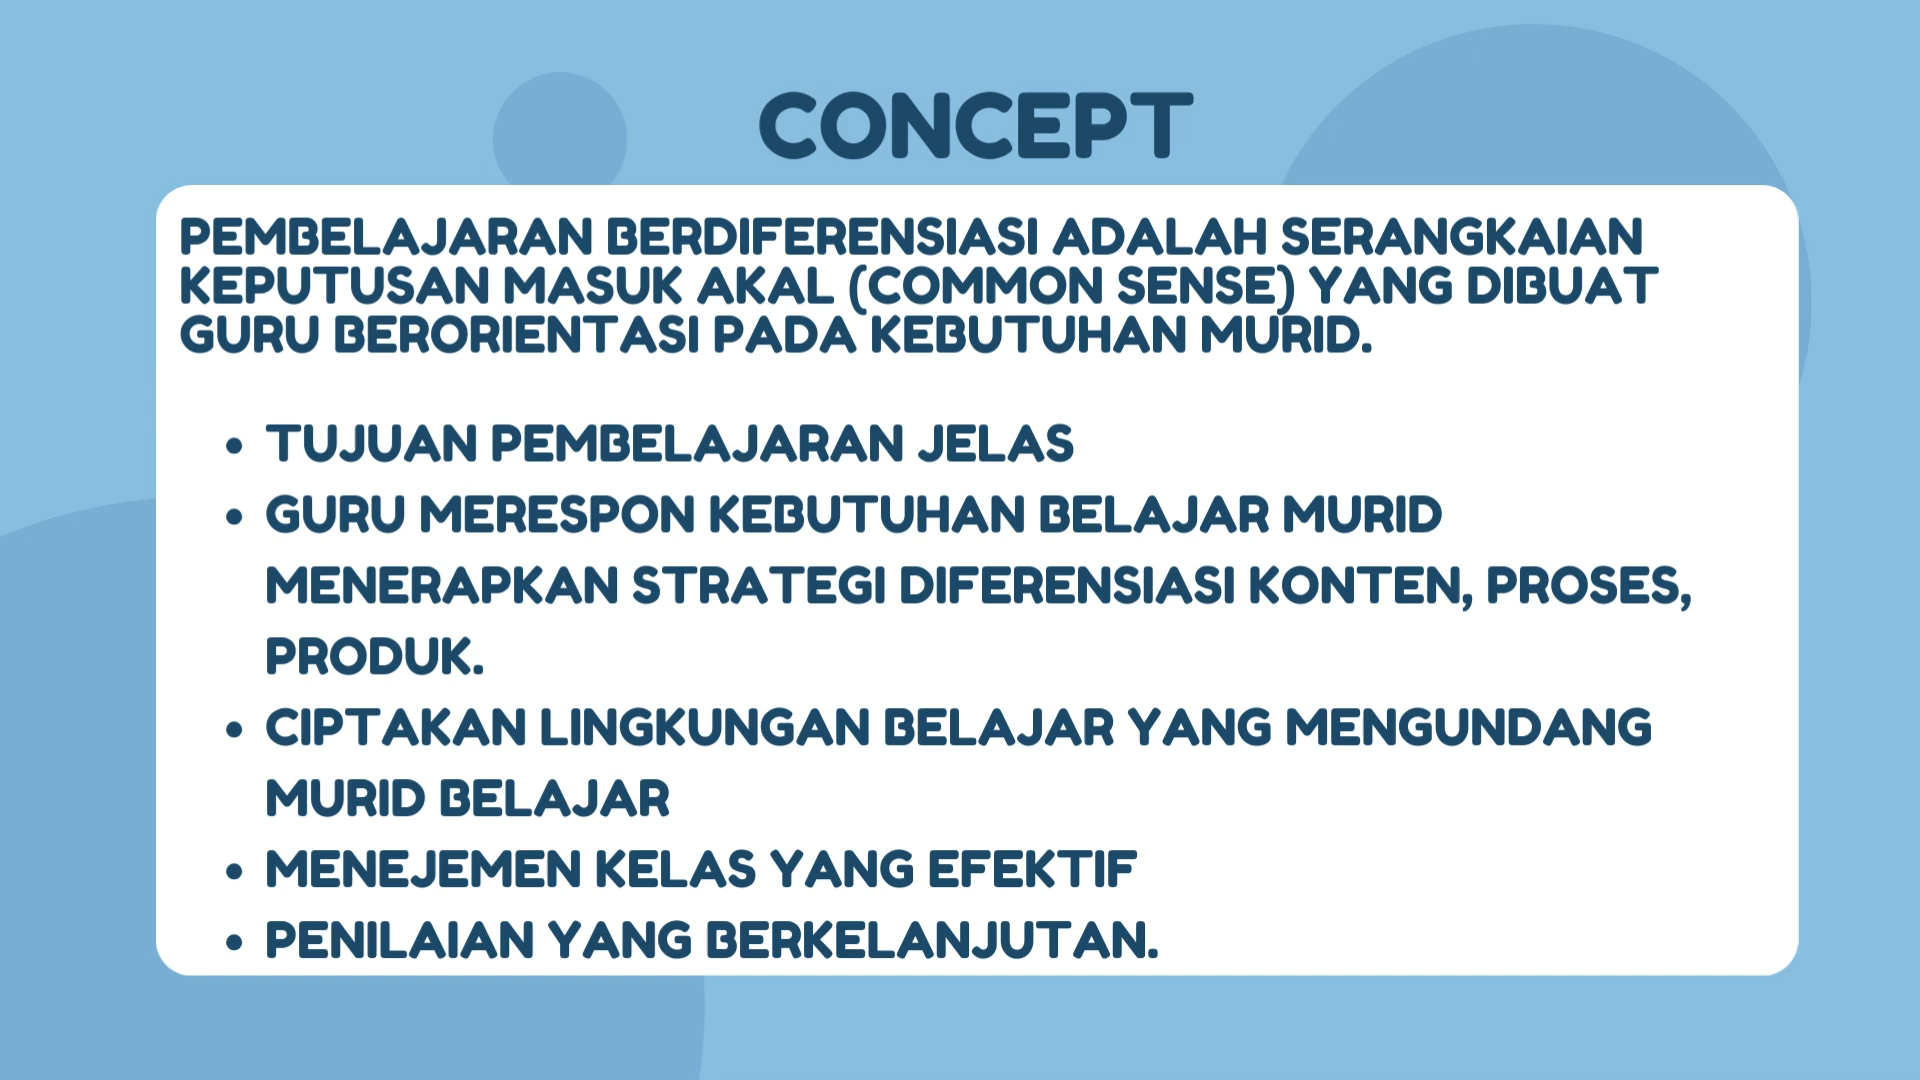 CONCEPT
PEMBELAJARAN BERDIFERENSIASI ADALAH SERANGKAIAN
KEPUTUSAN MASUK AKAL (COMMON SENSE) YANG DIBUAT
GURU BERORIENTASI PADA KEBUTUHAN MURID.
• TUJUAN PEMBELAJARAN JELAS
• GURU MERESPON KEBUTUHAN BELAJAR MURID
MENERAPKAN STRATEGI DIFERENSIASI KONTEN, PROSES,
PRODUK.
• CIPTAKAN LINGKUNGAN BELAJAR YANG MENGUNDANG
MURID BELAJAR
• MENEJEMEN KELAS YANG EFEKTIF
• PENILAIAN YANG BERKELANJUTAN.